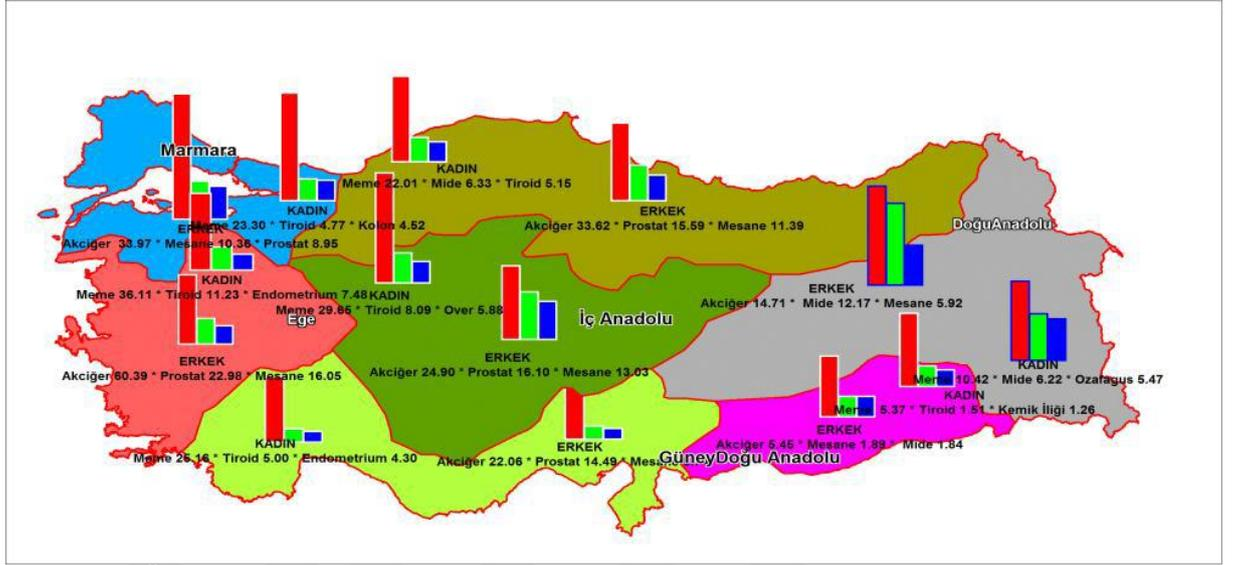 Marmara
KADIN
Meme 22.01 * Mide 6.33 * Tiroid 5.15
KADIN
Meme 23.30 * Tiroid 4.77 * Kolon 4.52
ERKEK
Akciğer 33.62 * Prostat 15.59 * Mesane 11.39
DoğuAnadolu
ERKEK
Akciğer 33.97 * Mesane 10.36 * Prostat 8.95
KADIN
Meme 36.11 * Tiroid 11.23 * Endometrium 7.48
KADIN
Meme 29.65 * Tiroid 8.09 * Over 5.88
ERKEK
Akciğer 14.71 * Mide 12.17 * Mesane 5.92
Ege
İç Anadolu
ERKEK
Akciğer 60.39 * Prostat 22.98 * Mesane 16.05
ERKEK
Akciğer 24.90 * Prostat 16.10 * Mesane 13.03
KADIN
Meme 10.42 * Mide 6.22 * Ozafagus 5.47
KADIN
Meme 5.37 * Tiroid 1.51 * Kemik İliği 1.26
ERKEK
Akciğer 5.45 * Mesane 1.89 * Mide 1.84
KADIN
Meme 25.16 * Tiroid 5.00 * Endometrium 4.30
ERKEK
Akciğer 22.06 * Prostat 14.49 *
GüneyDoğu Anadolu